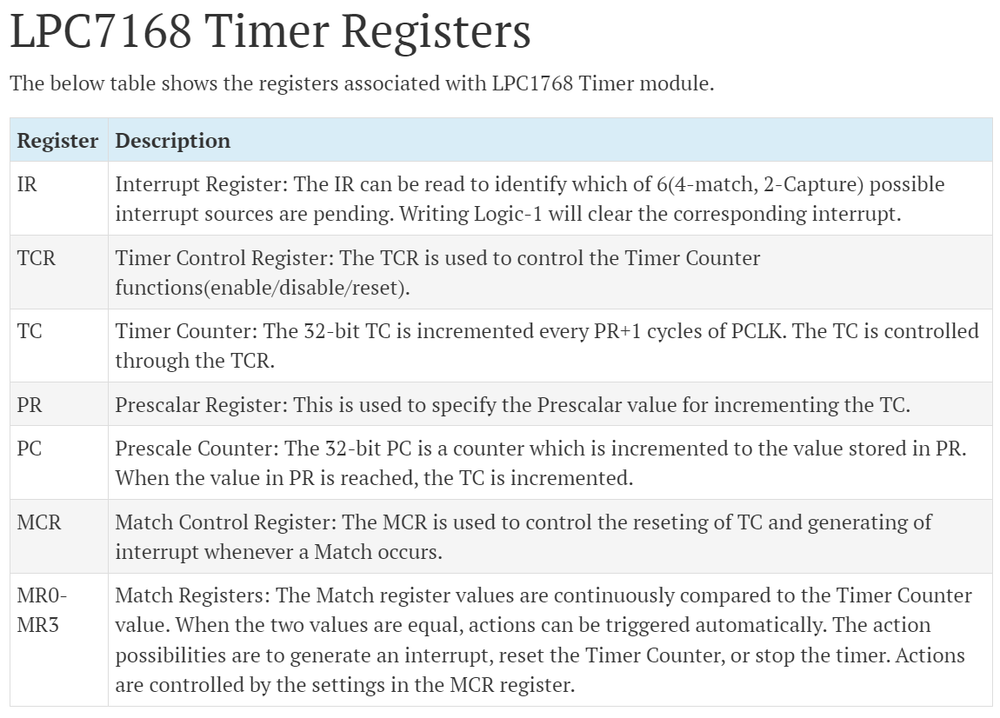 LPC7168 Timer Registers
The below table shows the registers associated with LPC1768 Timer module.
Register Description
IR Interrupt Register: The IR can be read to identify which of 6(4-match, 2-Capture) possible
interrupt sources are pending. Writing Logic-1 will clear the corresponding interrupt.
TCR Timer Control Register: The TCR is used to control the Timer Counter
functions(enable/disable/reset).
TC Timer Counter: The 32-bit TC is incremented every PR+1 cycles of PCLK. The TC is controlled
through the TCR.
PR Prescalar Register: This is used to specify the Prescalar value for incrementing the TC.
PC Prescale Counter: The 32-bit PC is a counter which is incremented to the value stored in PR.
When the value in PR is reached, the TC is incremented.
MCR Match Control Register: The MCR is used to control the reseting of TC and generating of
interrupt whenever a Match occurs.
MR0- Match Registers: The Match register values are continuously compared to the Timer Counter
MR3 value. When the two values are equal, actions can be triggered automatically. The action
possibilities are to generate an interrupt, reset the Timer Counter, or stop the timer. Actions
are controlled by the settings in the MCR register.